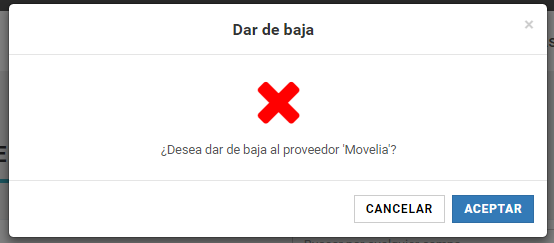 Dar de baja
×
¿Desea dar de baja al proveedor 'Movelia'?
CANCELAR
ACEPTAR